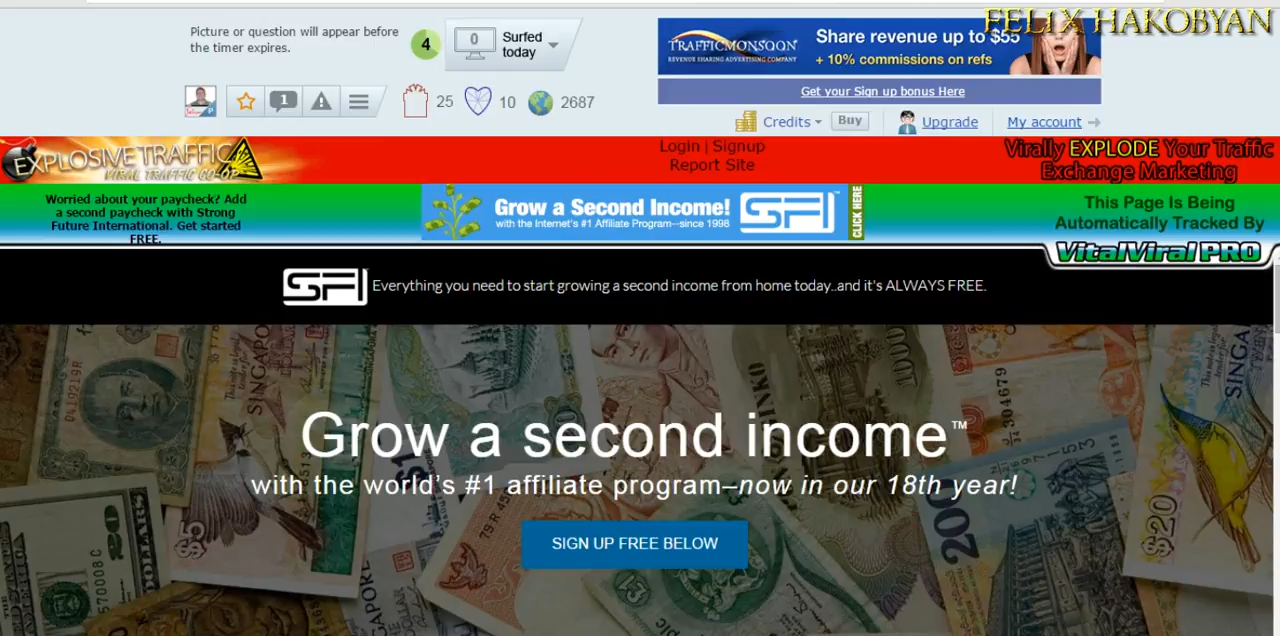 FELIX HAKOBYAN
Picture or question will appear before
the timer expires.
4
0
Surfed
today
TRAFFICMONSOON
REVENUE SHARING ADVERTISING COMPANY
Share revenue up to $55
+ 10% commissions on refs
Get your Sign up bonus Here
1
25
10
2687
Credits
Buy
Upgrade
My account
EXPLOSIVE TRAFFIC
VIRAL TRAFFIC CO-OP
Login | Signup
Report Site
Virally EXPLODE Your Traffic
Exchange Marketing
Worried about your paycheck? Add
a second paycheck with Strong
Future International. Get started
FREE.
Grow a Second Income!
with the Internet's #1 Affiliate Program—since 1998
SFI
CLICK HERE
This Page Is Being
Automatically Tracked By
VitalViral PRO
SFI Everything you need to start growing a second income from home today..and it's ALWAYS FREE.
Grow a second income™
with the world's #1 affiliate program–now in our 18th year!
SIGN UP FREE BELOW